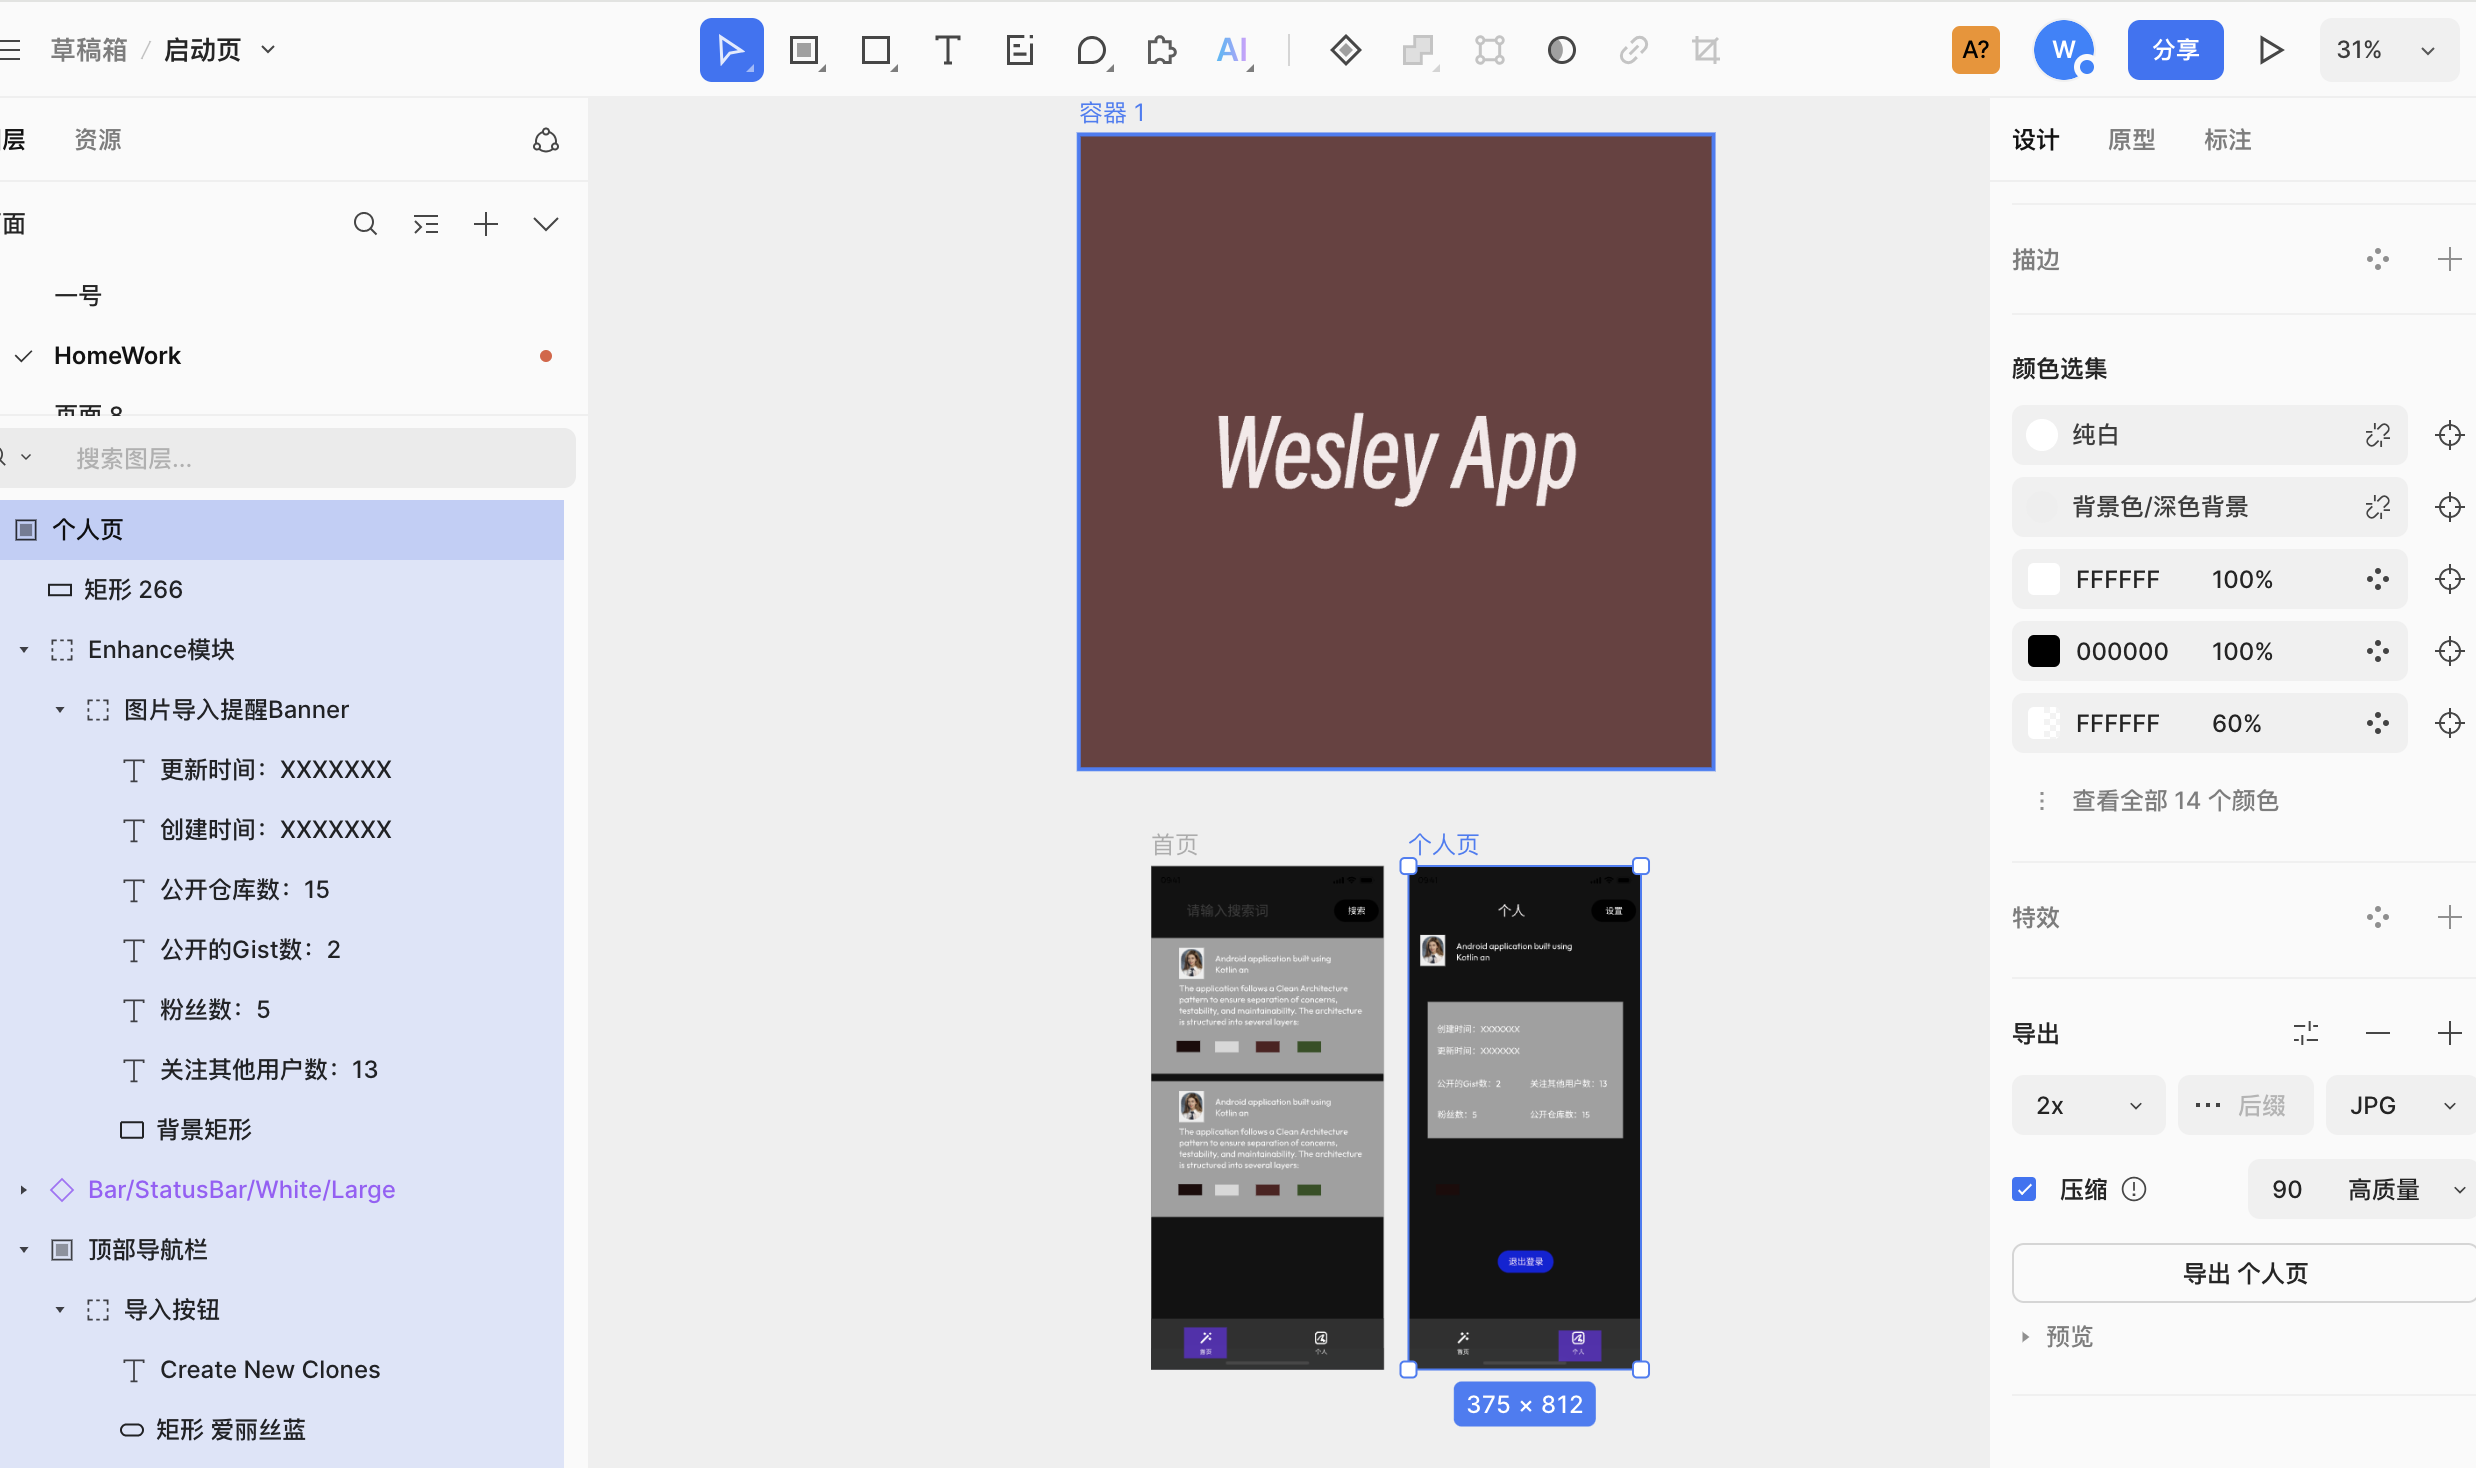 草稿箱 / 启动页
AI
A?
W
分享
31%
层
资源
面
一号
HomeWork
页面 8
搜索图层...
个人页
矩形 266
Enhance模块
图片导入提醒Banner
更新时间：XXXXXXX
创建时间：XXXXXXX
公开仓库数：15
公开的Gist数：2
粉丝数：5
关注其他用户数：13
背景矩形
Bar/StatusBar/White/Large
顶部导航栏
导入按钮
Create New Clones
矩形 爱丽丝蓝
容器 1
Wesley App
首页
请输入搜索词
搜索
Android application built using
Kotlin an
The application follows a Clean Architecture
pattern to ensure separation of concerns,
testability, and maintainability. The architecture
is structured into several layers:
Android application built using
Kotlin an
The application follows a Clean Architecture
pattern to ensure separation of concerns,
testability, and maintainability. The architecture
is structured into several layers:
首页
个人
个人页
个人
设置
Android application built using
Kotlin an
创建时间：XXXXXXX
更新时间：XXXXXXX
公开的Gist数：2 关注其他用户数：13
粉丝数：5 公开仓库数：15
退出登录
首页
个人
375 × 812
设计
原型
标注
描边
颜色选集
纯白
背景色/深色背景
FFFFFF 100%
000000 100%
FFFFFF 60%
查看全部 14 个颜色
特效
导出
2x
后缀
JPG
压缩
90 高质量
导出 个人页
预览